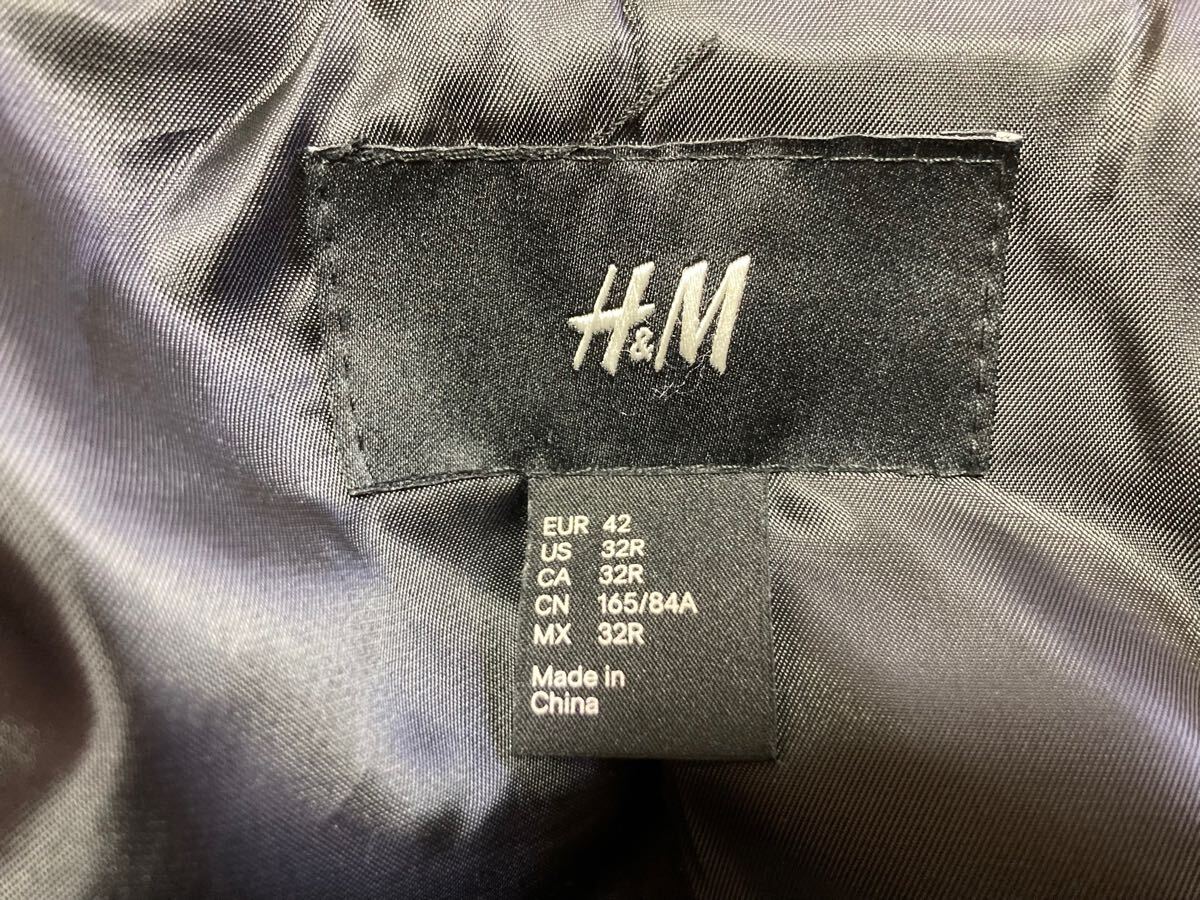 H&M
EUR 42
US 32R
CA 32R
CN 165/84A
MX 32R
Made in
China